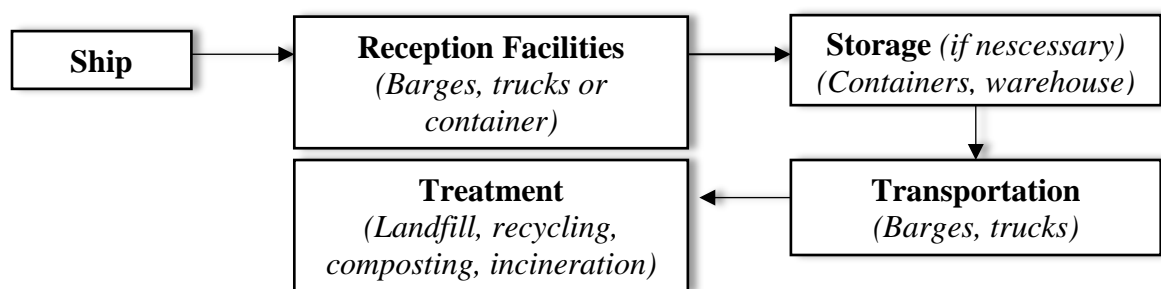 Ship
Reception Facilities
(Barges, trucks or
container)
Storage (if nescessary)
(Containers, warehouse)
Transportation
(Barges, trucks)
Treatment
(Landfill, recycling,
composting, incineration)